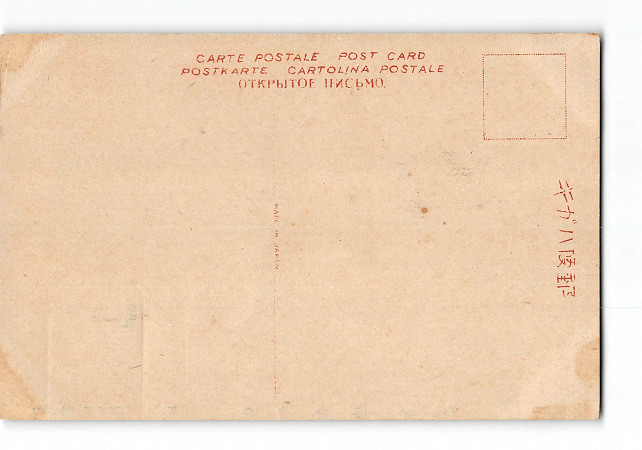 CARTE POSTALE POST CARD
POSTKARTE CARTOLINA POSTALE
ОТКРЫТОЕ ПИСЬМО.
MADE IN JAPAN
郵便ハガキ